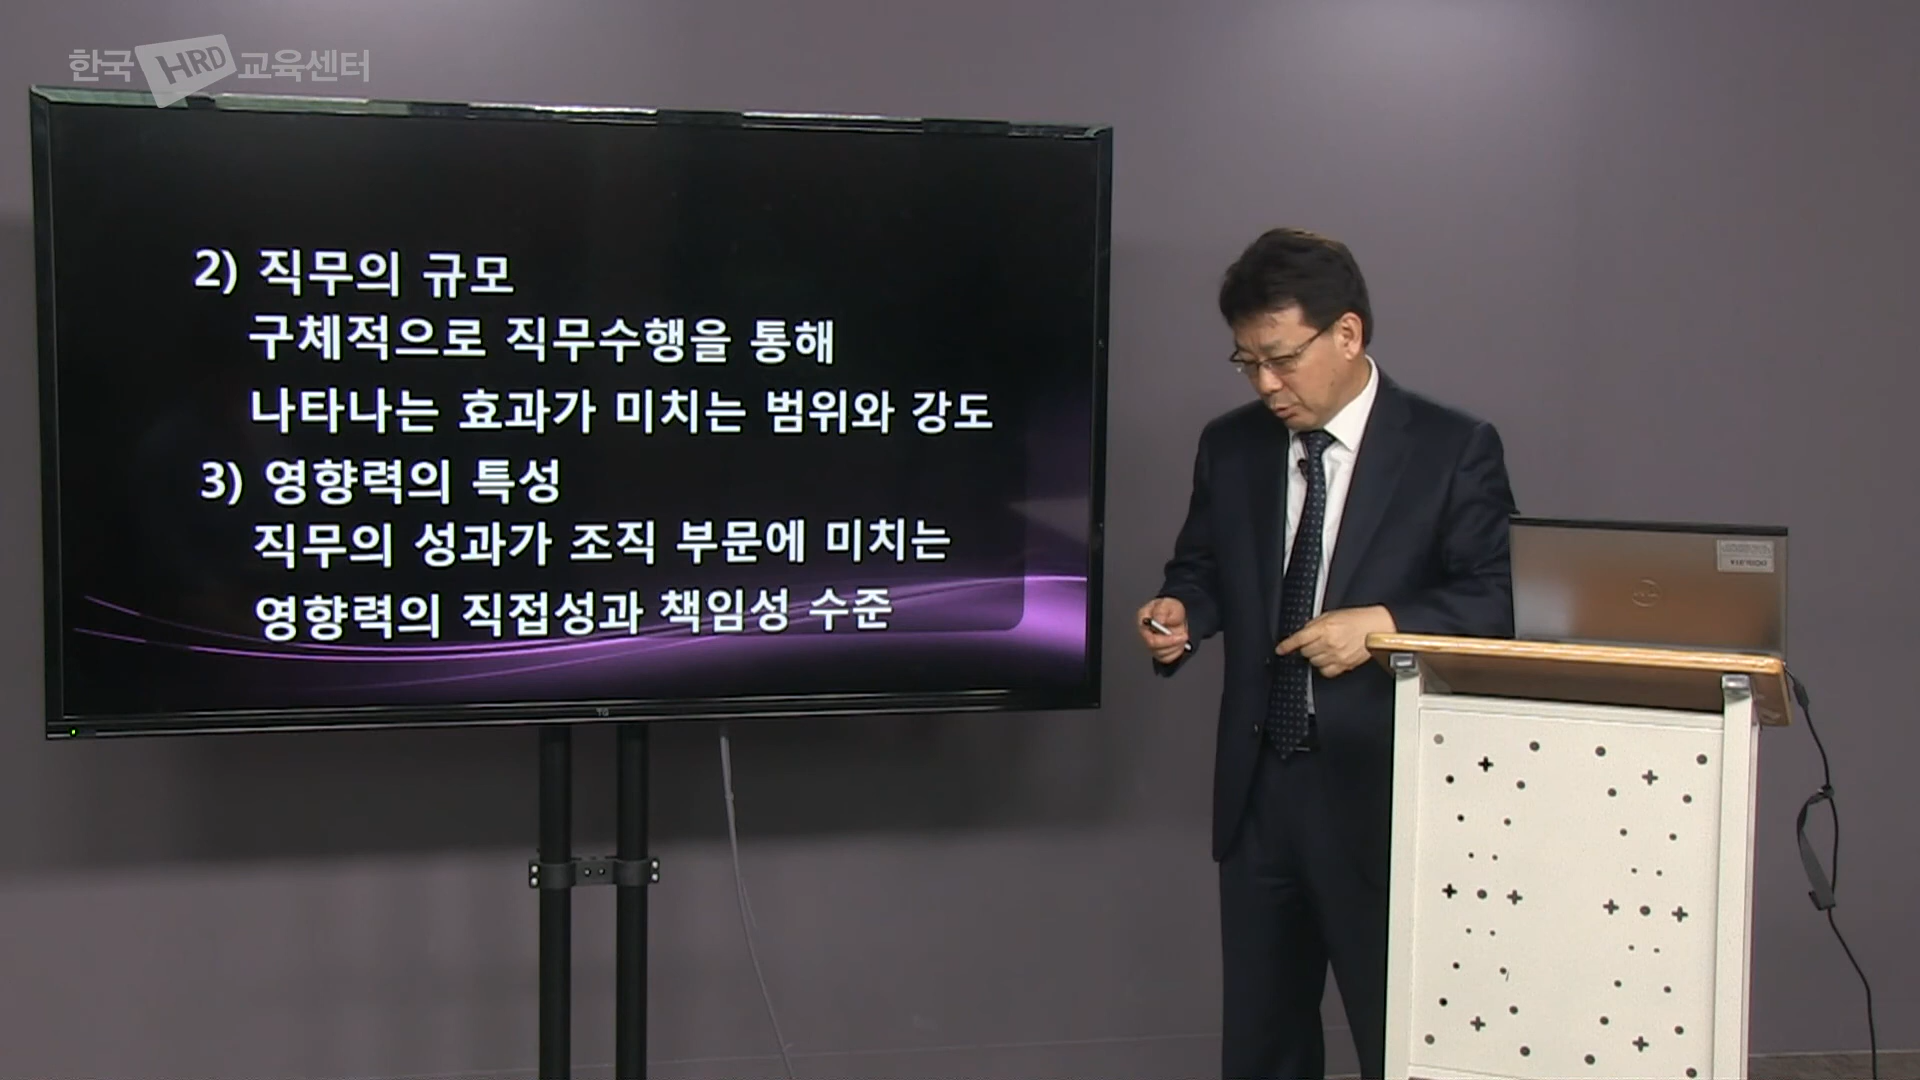 한국 HRD 교육센터
2) 직무의 규모
구체적으로 직무수행을 통해
나타나는 효과가 미치는 범위와 강도
3) 영향력의 특성
직무의 성과가 조직 부문에 미치는
영향력의 직접성과 책임성 수준
TG